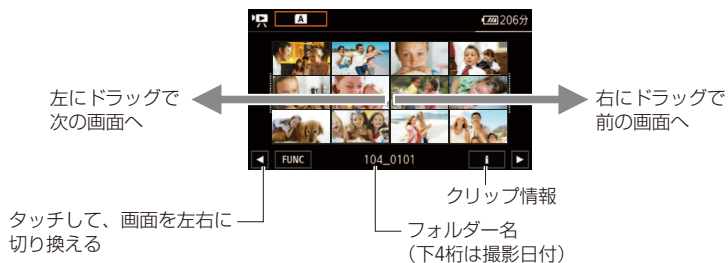 A
206分
左にドラッグで
次の画面へ
右にドラッグで
前の画面へ
FUNC
104_0101
i
クリップ情報
タッチして、画面を左右に
切り換える
フォルダー名
（下4桁は撮影日付）